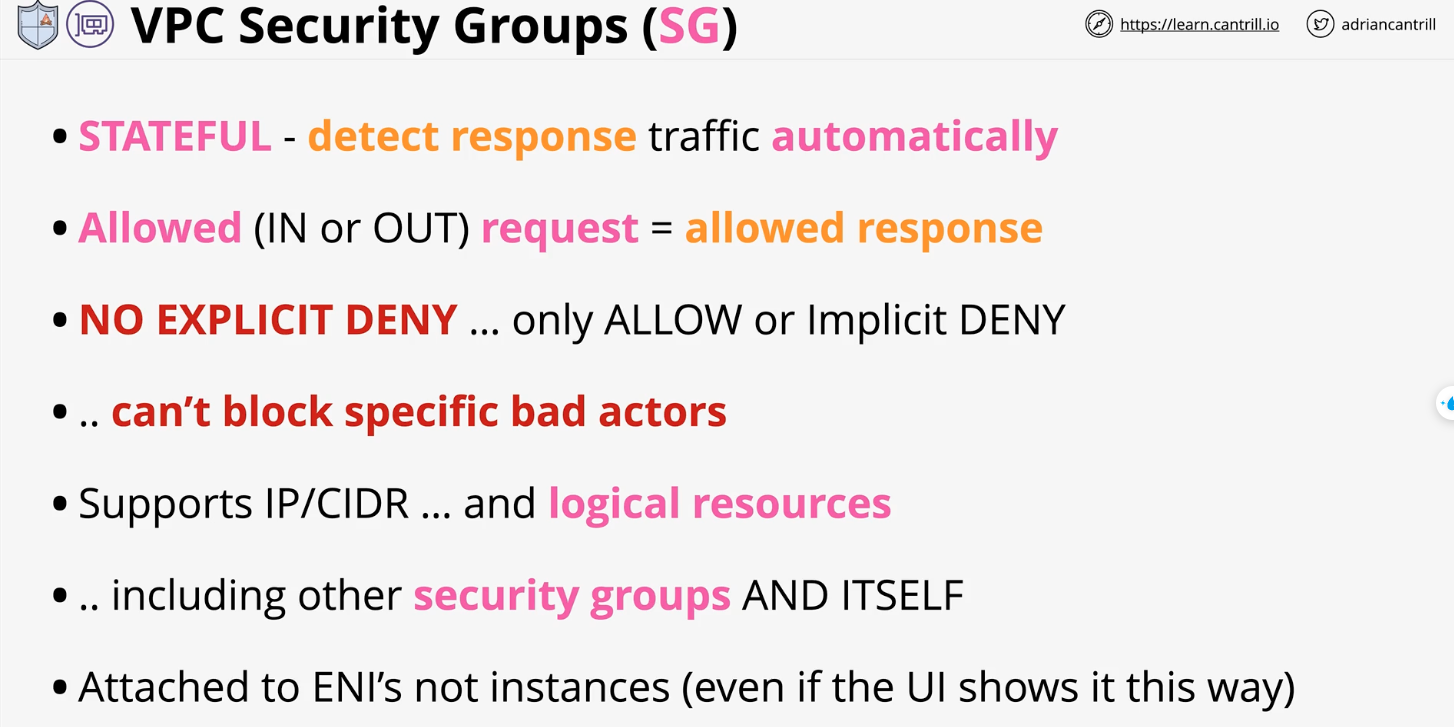 VPC Security Groups (SG)
https://learn.cantrill.io
adriancantrill
• STATEFUL - detect response traffic automatically
• Allowed (IN or OUT) request = allowed response
• NO EXPLICIT DENY ... only ALLOW or Implicit DENY
• .. can’t block specific bad actors
• Supports IP/CIDR ... and logical resources
• .. including other security groups AND ITSELF
• Attached to ENI’s not instances (even if the UI shows it this way)